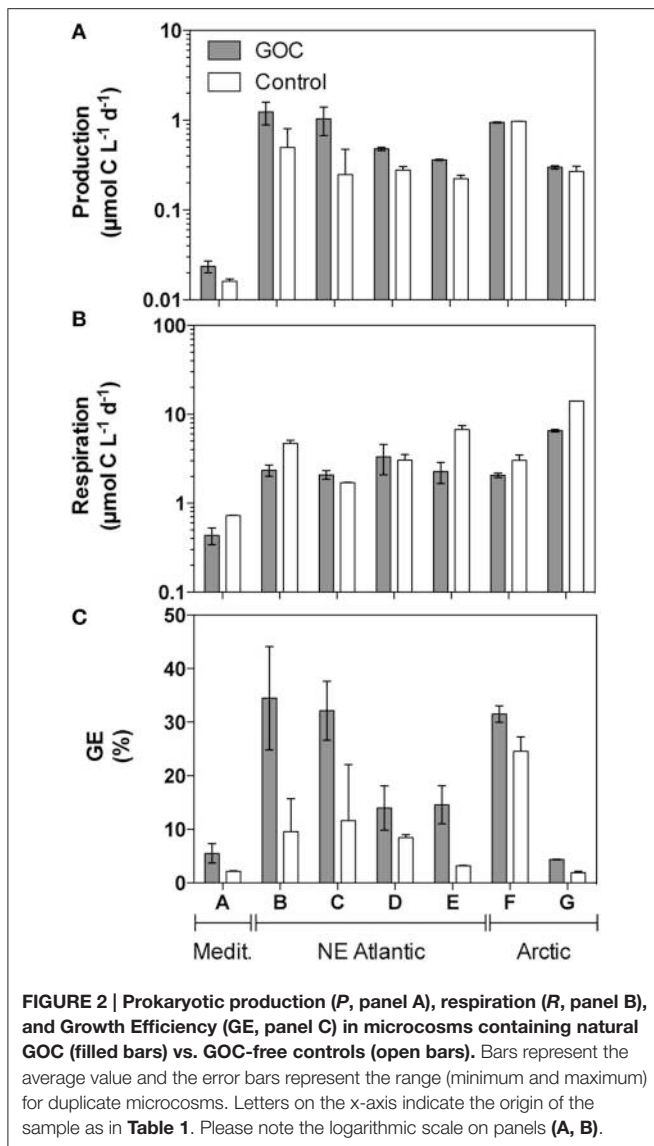 A
GOC
Control
Production
(µmol C L-1 d-1)
10
1
0.1
0.01
B
Respiration
(µmol C L-1 d-1)
100
10
1
0.1
C
GE
(%)
50
40
30
20
10
0
A B C D E F G
Medit. NE Atlantic Arctic
FIGURE 2 | Prokaryotic production (P, panel A), respiration (R, panel B),
and Growth Efficiency (GE, panel C) in microcosms containing natural
GOC (filled bars) vs. GOC-free controls (open bars). Bars represent the
average value and the error bars represent the range (minimum and maximum)
for duplicate microcosms. Letters on the x-axis indicate the origin of the
sample as in Table 1. Please note the logarithmic scale on panels (A, B).